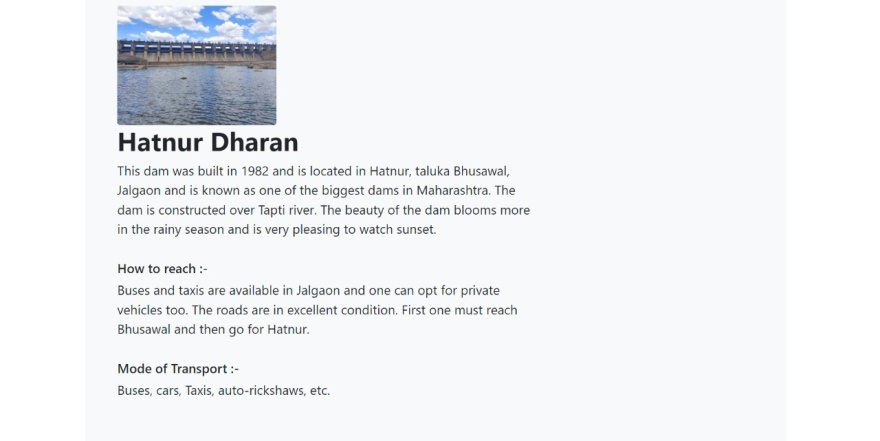 Hatnur Dharan
This dam was built in 1982 and is located in Hatnur, taluka Bhusawal,
Jalgaon and is known as one of the biggest dams in Maharashtra. The
dam is constructed over Tapti river. The beauty of the dam blooms more
in the rainy season and is very pleasing to watch sunset.
How to reach :-
Buses and taxis are available in Jalgaon and one can opt for private
vehicles too. The roads are in excellent condition. First one must reach
Bhusawal and then go for Hatnur.
Mode of Transport :-
Buses, cars, Taxis, auto-rickshaws, etc.